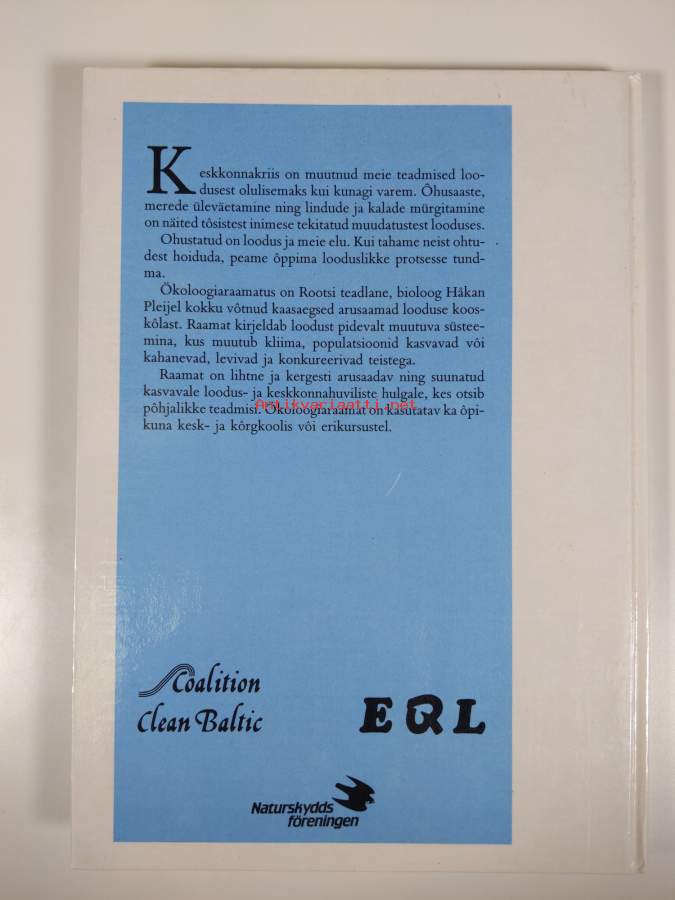 Keskkonnakriis on muutnud meie teadmised loo-
dusest olulisemaks kui kunagi varem. Õhusaaste,
merede üleväetamine ning lindude ja kalade mürgitamine
on näited tõsistest inimese tekitatud muudatustest looduses.
Ohustatud on loodus ja meie elu. Kui tahame neist ohtu-
dest hoiduda, peame õppima looduslikke protsesse tund-
ma.
Ökoloogiaraamatus on Rootsi teadlane, bioloog Håkan
Pleijel kokku võtnud kaasaegsed arusaamad looduse koos-
kõlast. Raamat kirjeldab loodust pidevalt muutuva süstee-
mina, kus muutub kliima, populatsioonid kasvavad või
kahanevad, levivad ja konkureerivad teistega.
Raamat on lihtne ja kergesti arusaadav ning suunatud
kasvavale loodus- ja keskkonnahuviliste hulgale, kes otsib
põhjalikke teadmisi. Ökoloogiaraamat on kasutatav ka õpi-
kuna kesk- ja kõrgkoolis või erikursustel.
Antikvariaatti.net
Coalition
Clean Baltic
EQL
Naturskydds
föreningen